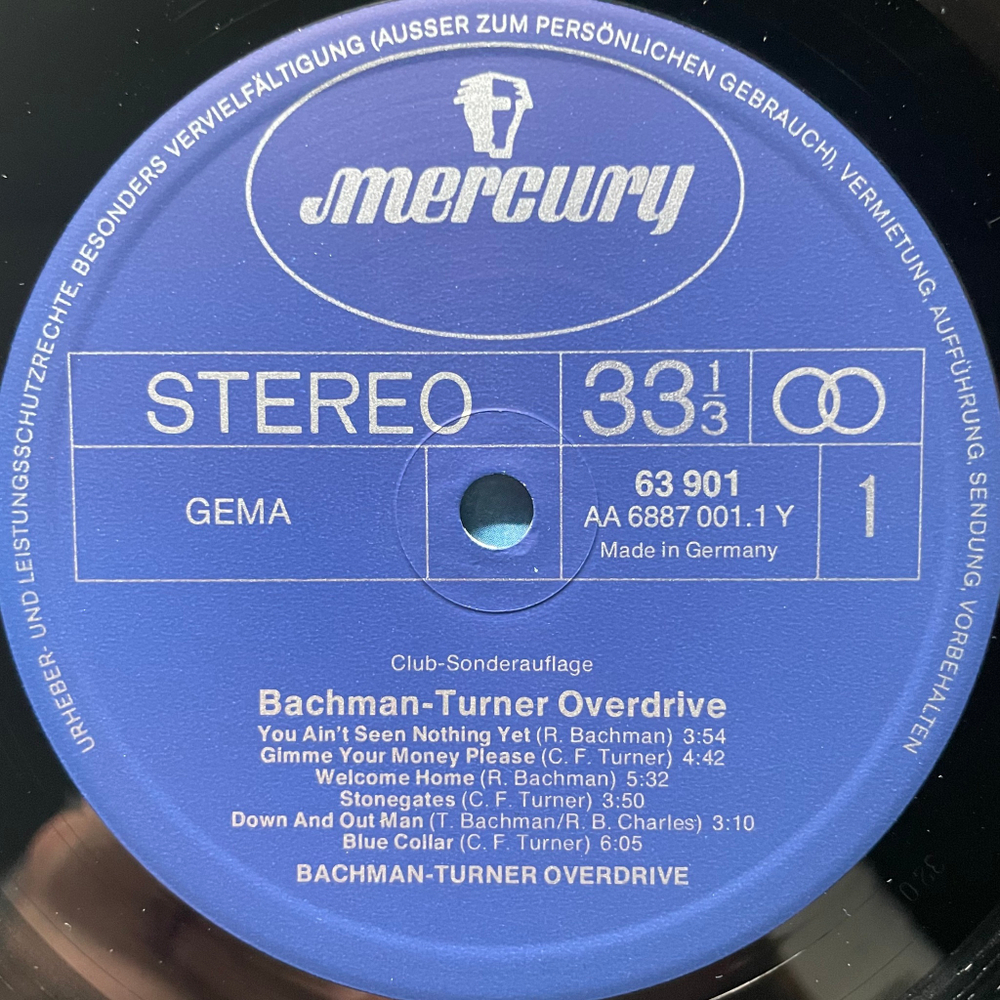 URHEBER- UND LEISTUNGSSCHUTZRECHTE, BESONDERS VERVIELFÄLTIGUNG (AUSSER ZUM PERSÖNLICHEN GEBRAUCH), VERMIETUNG, AUFFÜHRUNG, SENDUNG, VORBEHALTEN
mercury
STEREO 33 1/3
GEMA
63 901
AA 6887 001.1 Y
Made in Germany
1
Club-Sonderauflage
Bachman-Turner Overdrive
You Ain't Seen Nothing Yet (R. Bachman) 3:54
Gimme Your Money Please (C. F. Turner) 4:42
Welcome Home (R. Bachman) 5:32
Stonegates (C. F. Turner) 3:50
Down And Out Man (T. Bachman/R. B. Charles) 3:10
Blue Collar (C. F. Turner) 6:05
BACHMAN-TURNER OVERDRIVE